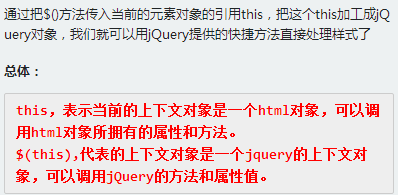 通过把$()方法传入当前的元素对象的引用this，把这个this加工成jQ
uery对象，我们就可以用jQuery提供的快捷方法直接处理样式了
总体：
this，表示当前的上下文对象是一个html对象，可以调
用html对象所拥有的属性和方法。
$(this),代表的上下文对象是一个jquery的上下文对
象，可以调用jQuery的方法和属性值。